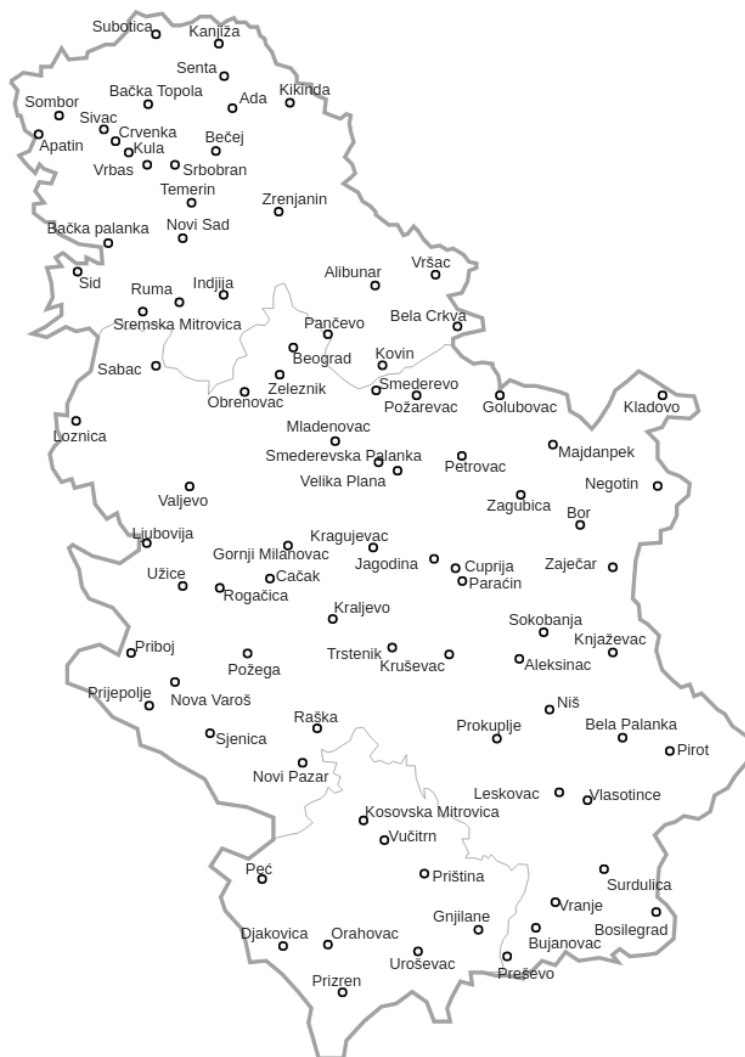 Subotica
Kanjiža
Senta
Bačka Topola
Kikinda
Sombor
Ada
Sivac
Crvenka
Apatin
Kula
Bečej
Vrbas
Srbobran
Temerin
Zrenjanin
Bačka palanka
Novi Sad
Sid
Alibunar
Vršac
Ruma
Indjija
Sremska Mitrovica
Pančevo
Bela Crkva
Beograd
Sabac
Kovin
Zeleznik
Smederevo
Obrenovac
Požarevac
Golubovac
Kladovo
Loznica
Mladenovac
Smederevska Palanka
Petrovac
Majdanpek
Velika Plana
Valjevo
Zagubica
Negotin
Bor
Ljubovija
Gornji Milanovac
Kragujevac
Jagodina
Cuprija
Zaječar
Užice
Čačak
Rogačica
Paraćin
Kraljevo
Sokobanja
Priboj
Požega
Trstenik
Kruševac
Aleksinac
Knjaževac
Prijepolje
Nova Varoš
Niš
Raška
Prokuplje
Bela Palanka
Sjenica
Pirot
Novi Pazar
Leskovac
Vlasotince
Kosovska Mitrovica
Vučitrn
Peć
Priština
Surdulica
Gnjilane
Vranje
Bosilegrad
Djakovica
Orahovac
Bujanovac
Uroševac
Preševo
Prizren